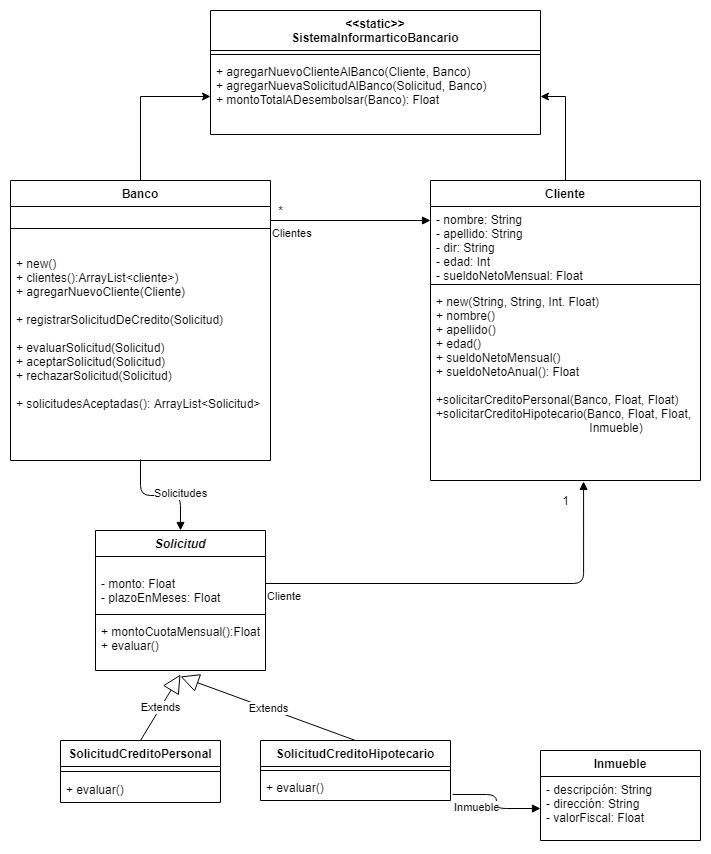 <<static>>
SistemaInformarticoBancario
+ agregarNuevoClienteAlBanco(Cliente, Banco)
+ agregarNuevaSolicitudAlBanco(Solicitud, Banco)
+ montoTotalADesembolsar(Banco): Float
Banco
+ new()
+ clientes():ArrayList<cliente>)
+ agregarNuevoCliente(Cliente)
+ registrarSolicitudDeCredito(Solicitud)
+ evaluarSolicitud(Solicitud)
+ aceptarSolicitud(Solicitud)
+ rechazarSolicitud(Solicitud)
+ solicitudesAceptadas(): ArrayList<Solicitud>
*
Clientes
Cliente
- nombre: String
- apellido: String
- dir: String
- edad: Int
- sueldoNetoMensual: Float
+ new(String, String, Int. Float)
+ nombre()
+ apellido()
+ edad()
+ sueldoNetoMensual()
+ sueldoNetoAnual(): Float
+solicitarCreditoPersonal(Banco, Float, Float)
+solicitarCreditoHipotecario(Banco, Float, Float,
Inmueble)
Solicitudes
1
Solicitud
- monto: Float
- plazoEnMeses: Float
+ montoCuotaMensual():Float
+ evaluar()
Cliente
Extends
Extends
SolicitudCreditoPersonal
+ evaluar()
SolicitudCreditoHipotecario
+ evaluar()
Inmueble
Inmueble
- descripción: String
- dirección: String
- valorFiscal: Float